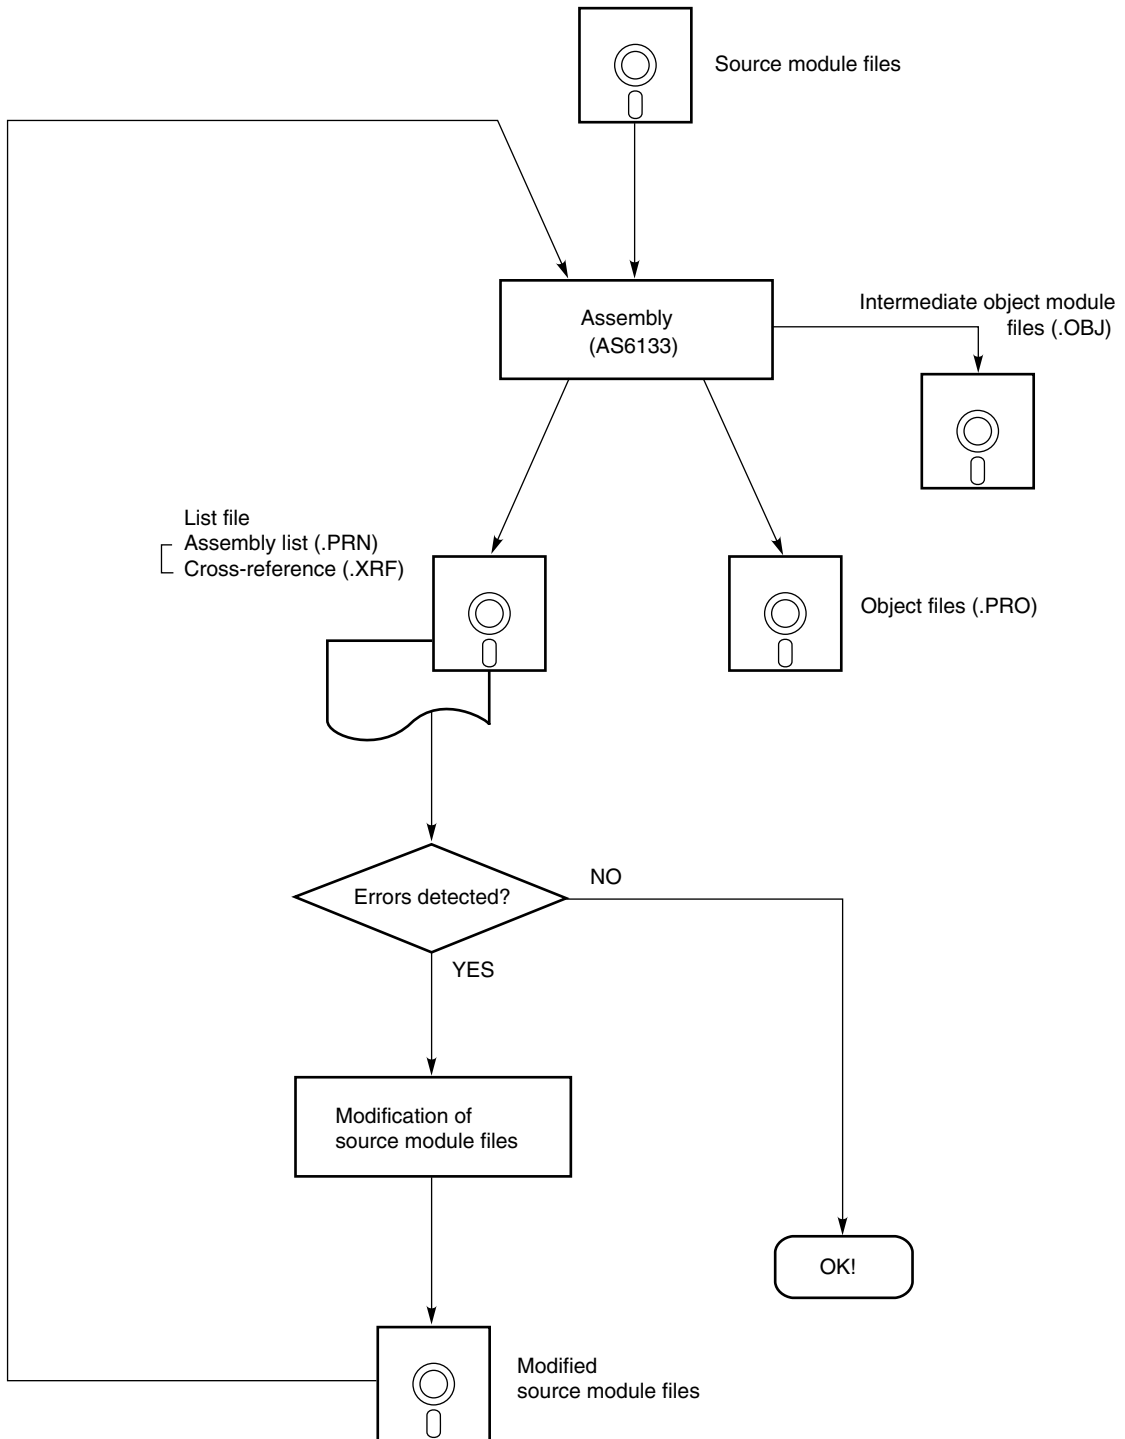 Source module files
Assembly
(AS6133)
Intermediate object module
files (.OBJ)
List file
Assembly list (.PRN)
Cross-reference (.XRF)
Object files (.PRO)
Errors detected?
NO
YES
Modification of
source module files
OK!
Modified
source module files